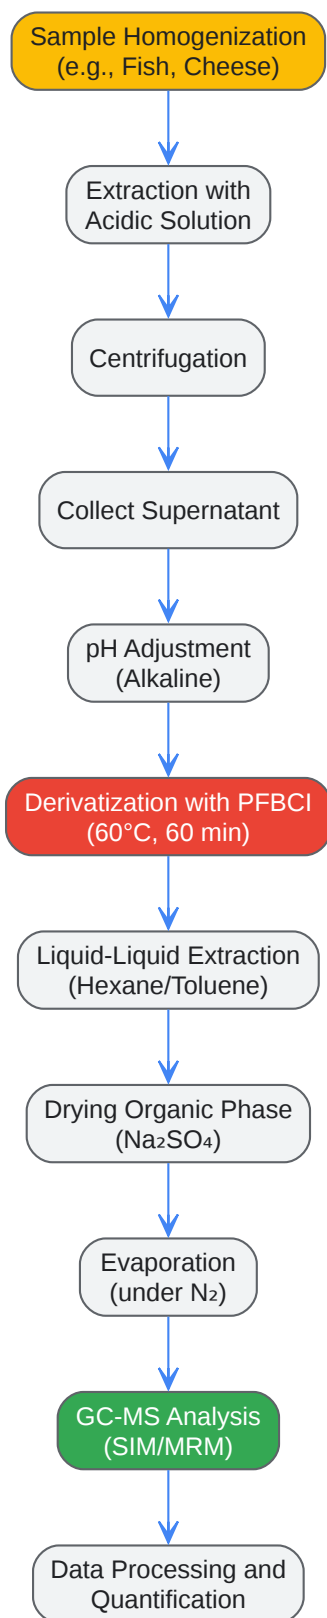 Sample Homogenization
(e.g., Fish, Cheese)
Extraction with
Acidic Solution
Centrifugation
Collect Supernatant
pH Adjustment
(Alkaline)
Derivatization with PFBCl
(60°C, 60 min)
Liquid-Liquid Extraction
(Hexane/Toluene)
Drying Organic Phase
(Na₂SO₄)
Evaporation
(under N₂)
GC-MS Analysis
(SIM/MRM)
Data Processing and
Quantification